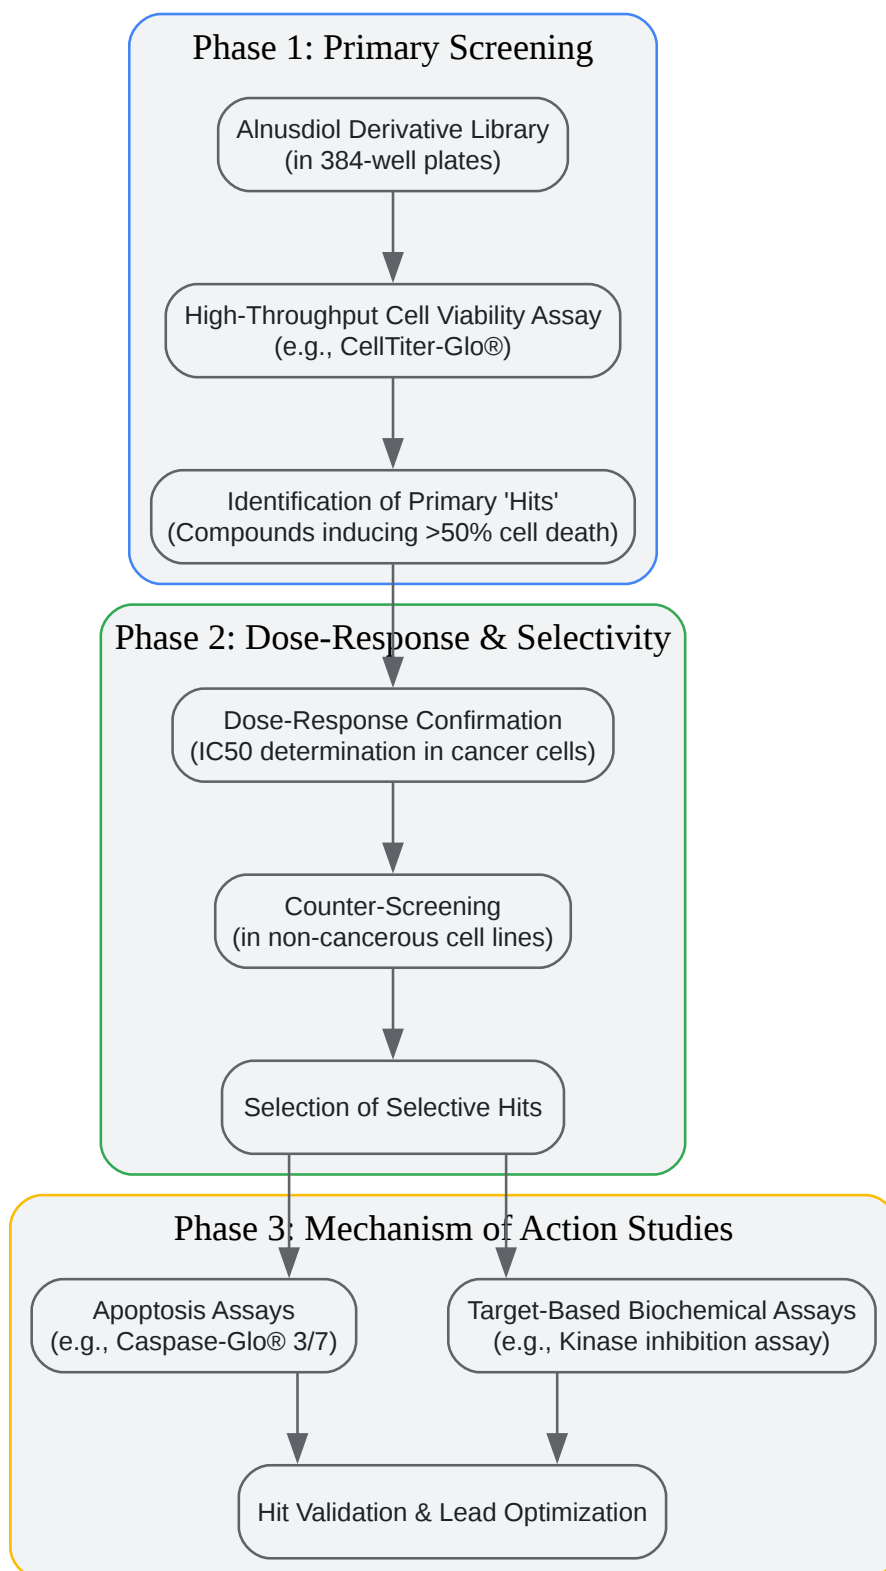 Phase 1: Primary Screening
Alnusdiol Derivative Library
(in 384-well plates)
High-Throughput Cell Viability Assay
(e.g., CellTiter-Glo®)
Identification of Primary 'Hits'
(Compounds inducing >50% cell death)
Phase 2: Dose-Response & Selectivity
Dose-Response Confirmation
(IC50 determination in cancer cells)
Counter-Screening
(in non-cancerous cell lines)
Selection of Selective Hits
Phase 3: Mechanism of Action Studies
Apoptosis Assays
(e.g., Caspase-Glo® 3/7)
Target-Based Biochemical Assays
(e.g., Kinase inhibition assay)
Hit Validation & Lead Optimization